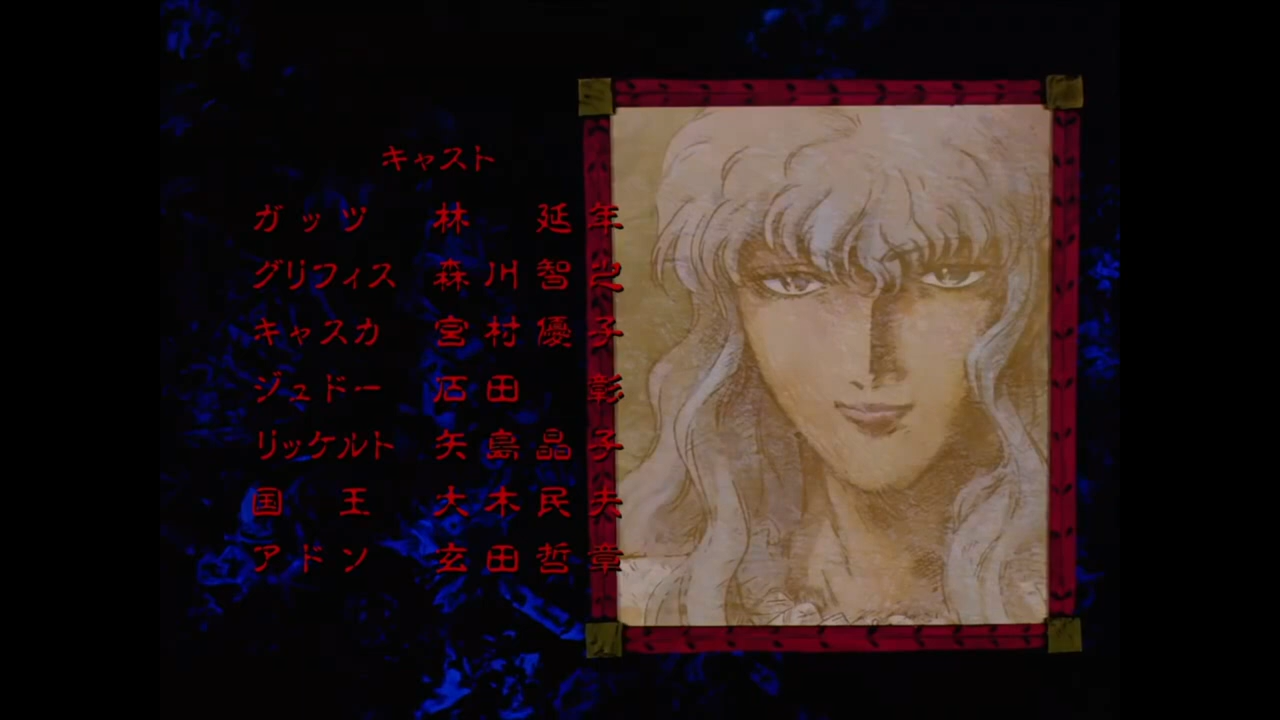 キャスト
ガッツ 林 延年
グリフィス 森川智之
キャスカ 宮村優子
ジュドー 石田 彰
リッケルト 矢島晶子
国王 大木民夫
アドン 玄田哲章